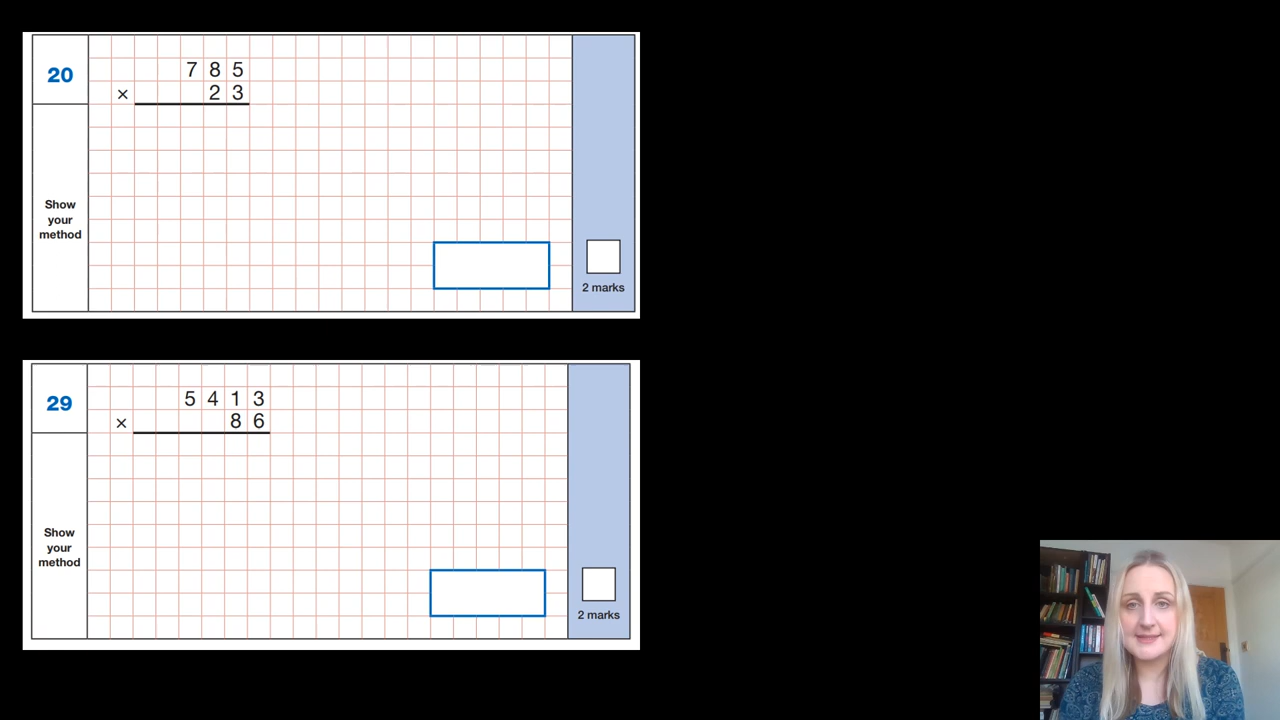 20
7 8 5
× 2 3
Show
your
method
2 marks
29
5 4 1 3
× 8 6
Show
your
method
2 marks